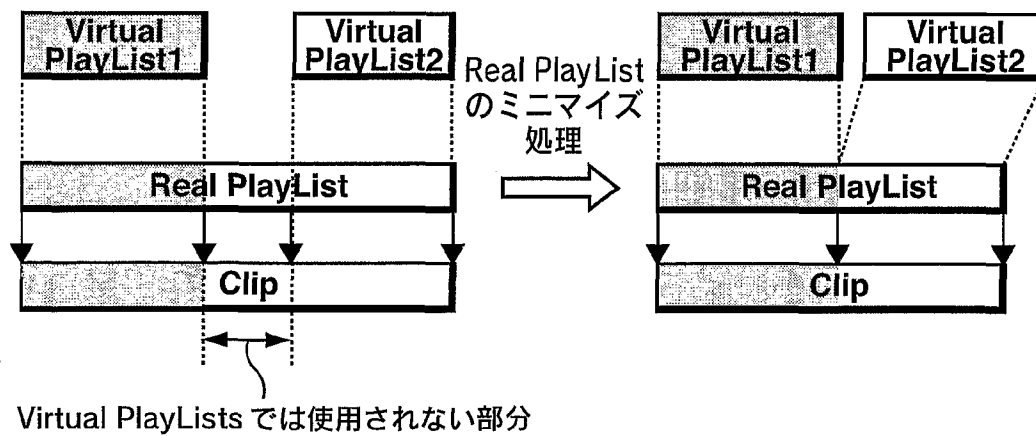 Virtual
PlayList1
Virtual
PlayList2
Real PlayList
のミニマイズ
処理
Virtual
PlayList1
Virtual
PlayList2
Real PlayList
Real PlayList
Clip
Clip
Virtual PlayLists では使用されない部分